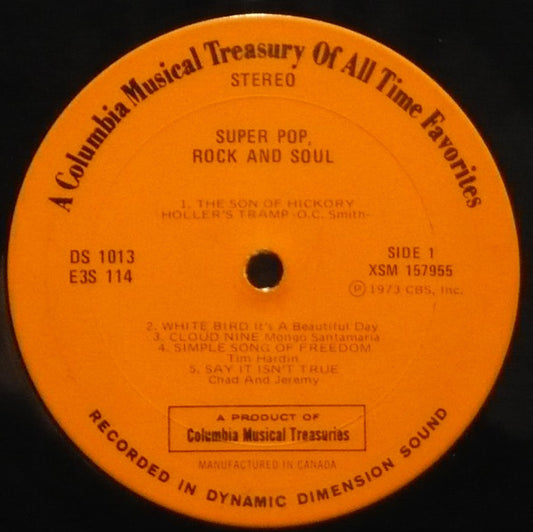 A Columbia Musical Treasury Of All Time Favorites
STEREO
SUPER POP,
ROCK AND SOUL
1. THE SON OF HICKORY
HOLLER'S TRAMP -O.C. Smith-
DS 1013
E3S 114
SIDE 1
XSM 157955
Ⓟ 1973 CBS, Inc.
2. WHITE BIRD It's A Beautiful Day
3. CLOUD NINE Mongo Santamaria
4. SIMPLE SONG OF FREEDOM
Tim Hardin
5. SAY IT ISN'T TRUE
Chad And Jeremy
A PRODUCT OF
Columbia Musical Treasuries
MANUFACTURED IN CANADA
RECORDED IN DYNAMIC DIMENSION SOUND